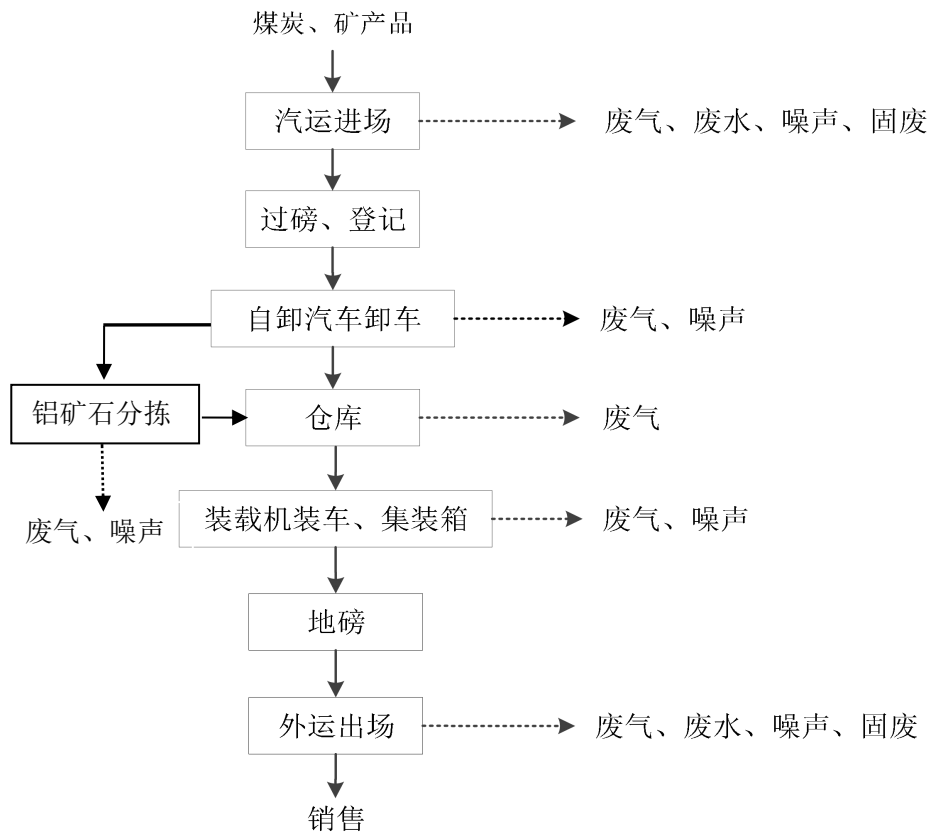 煤炭、矿产品
汽运进场
废气、废水、噪声、固废
过磅、登记
自卸汽车卸车
废气、噪声
铝矿石分拣
仓库
废气
废气、噪声
装载机装车、集装箱
废气、噪声
地磅
外运出场
废气、废水、噪声、固废
销售